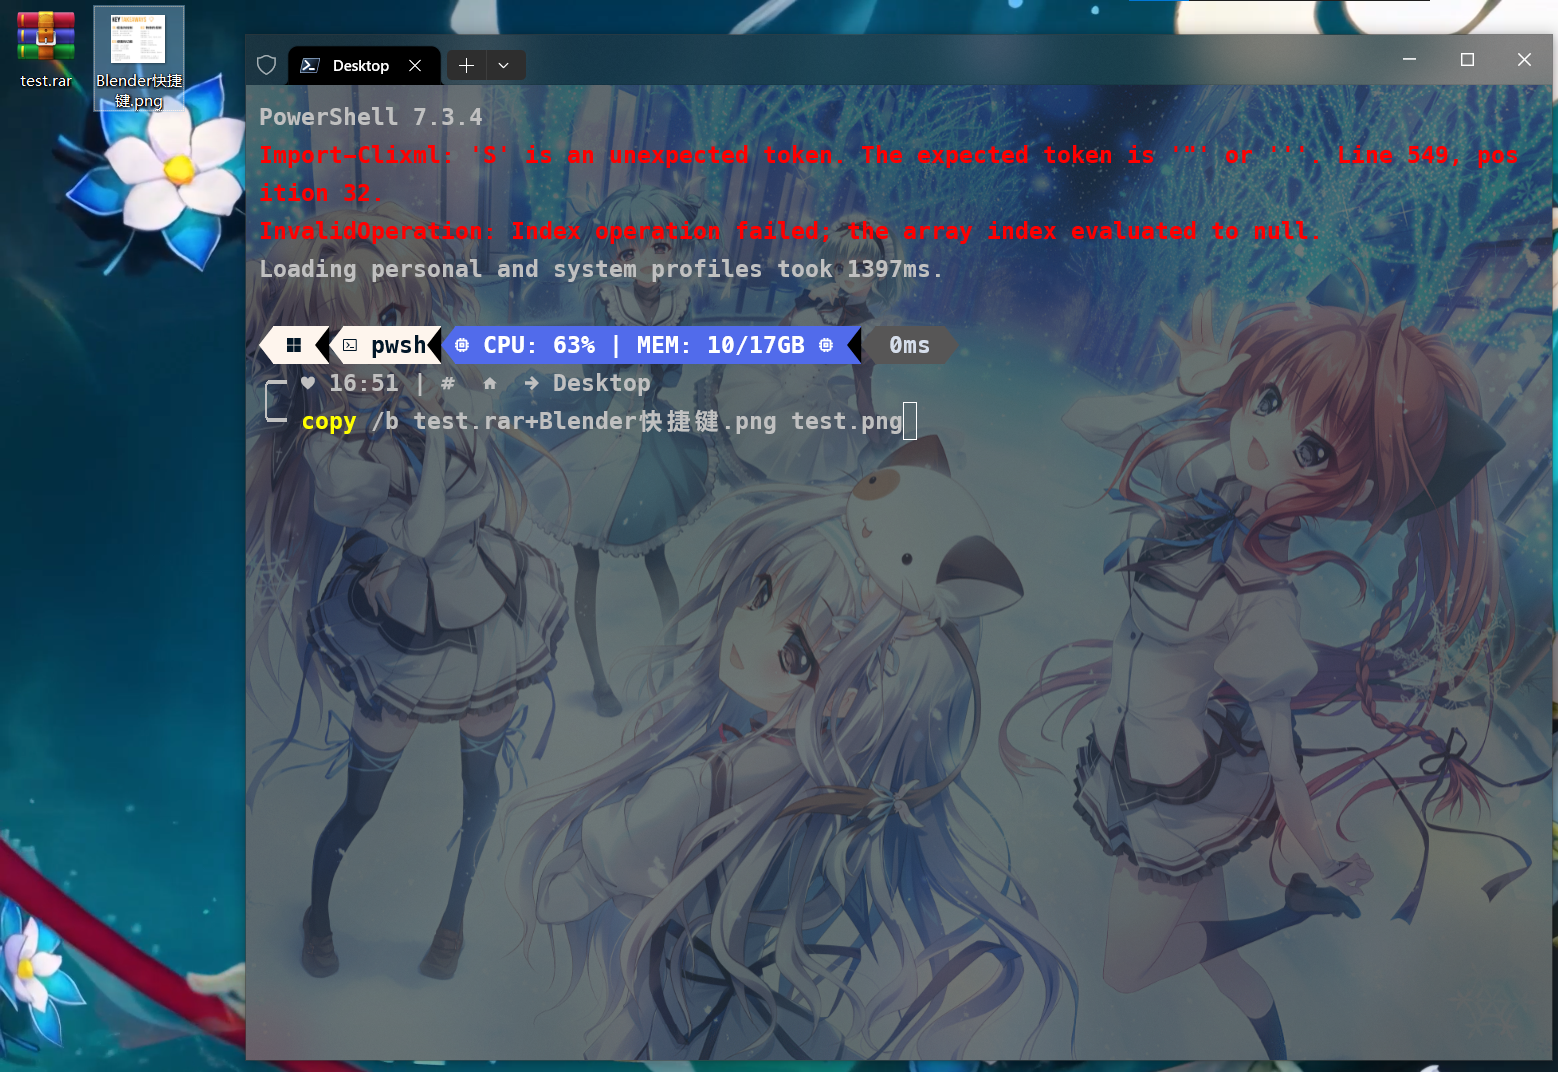 test.rar
Blender快捷
键.png
Desktop
PowerShell 7.3.4
Import-Clixml: 'S' is an unexpected token. The expected token is '"' or '''. Line 549, pos
ition 32.
InvalidOperation: Index operation failed; the array index evaluated to null.
Loading personal and system profiles took 1397ms.
pwsh CPU: 63% | MEM: 10/17GB 0ms
♥ 16:51 | # → Desktop
copy /b test.rar+Blender快捷键.png test.png